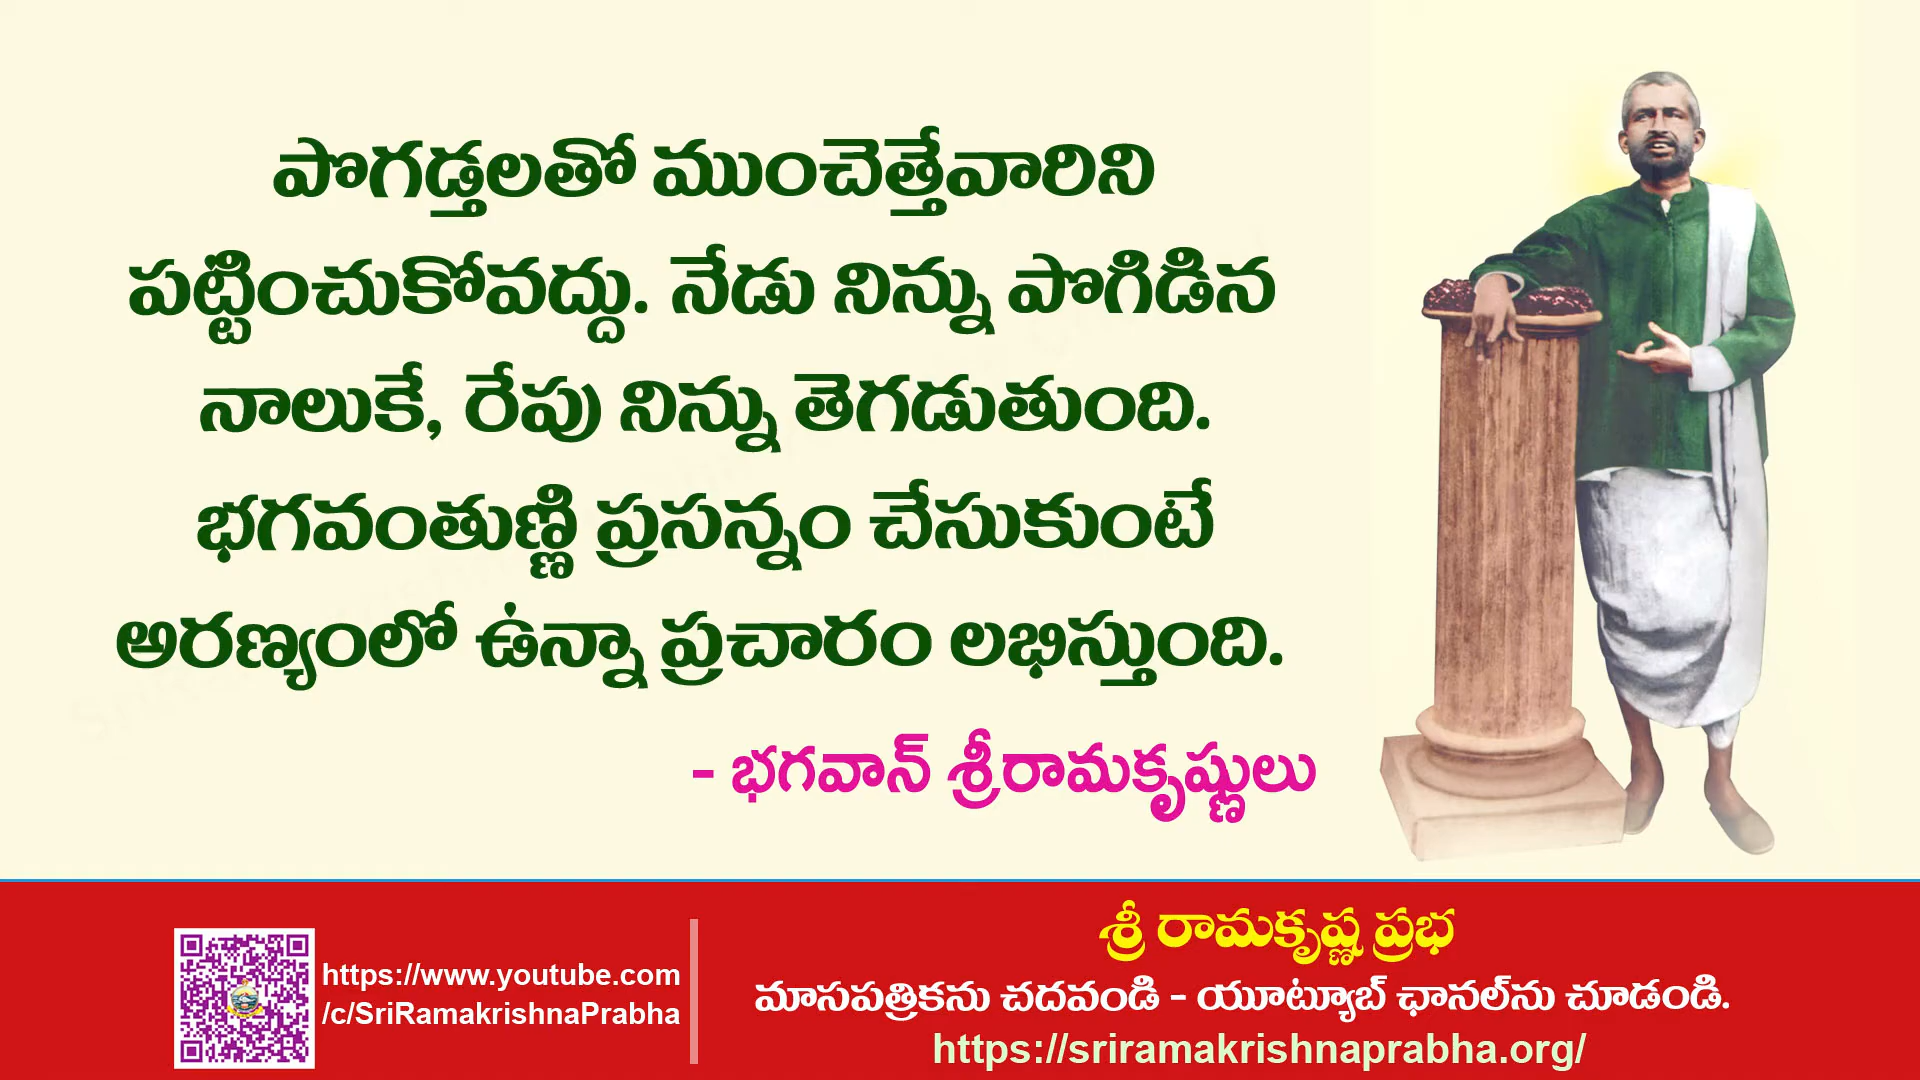 పొగడ్తలతో ముంచెత్తేవారిని
పట్టించుకోవద్దు. నేడు నిన్ను పొగిడిన
నాలుకే, రేపు నిన్ను తెగడుతుంది.
భగవంతుణ్ణి ప్రసన్నం చేసుకుంటే
అరణ్యంలో ఉన్నా ప్రచారం లభిస్తుంది.
- భగవాన్ శ్రీరామకృష్ణులు
https://www.youtube.com
/c/SriRamakrishnaPrabha
శ్రీ రామకృష్ణ ప్రభ
మాసపత్రికను చదవండి - యూట్యూబ్ ఛానల్‌ను చూడండి.
https://sriramakrishnaprabha.org/